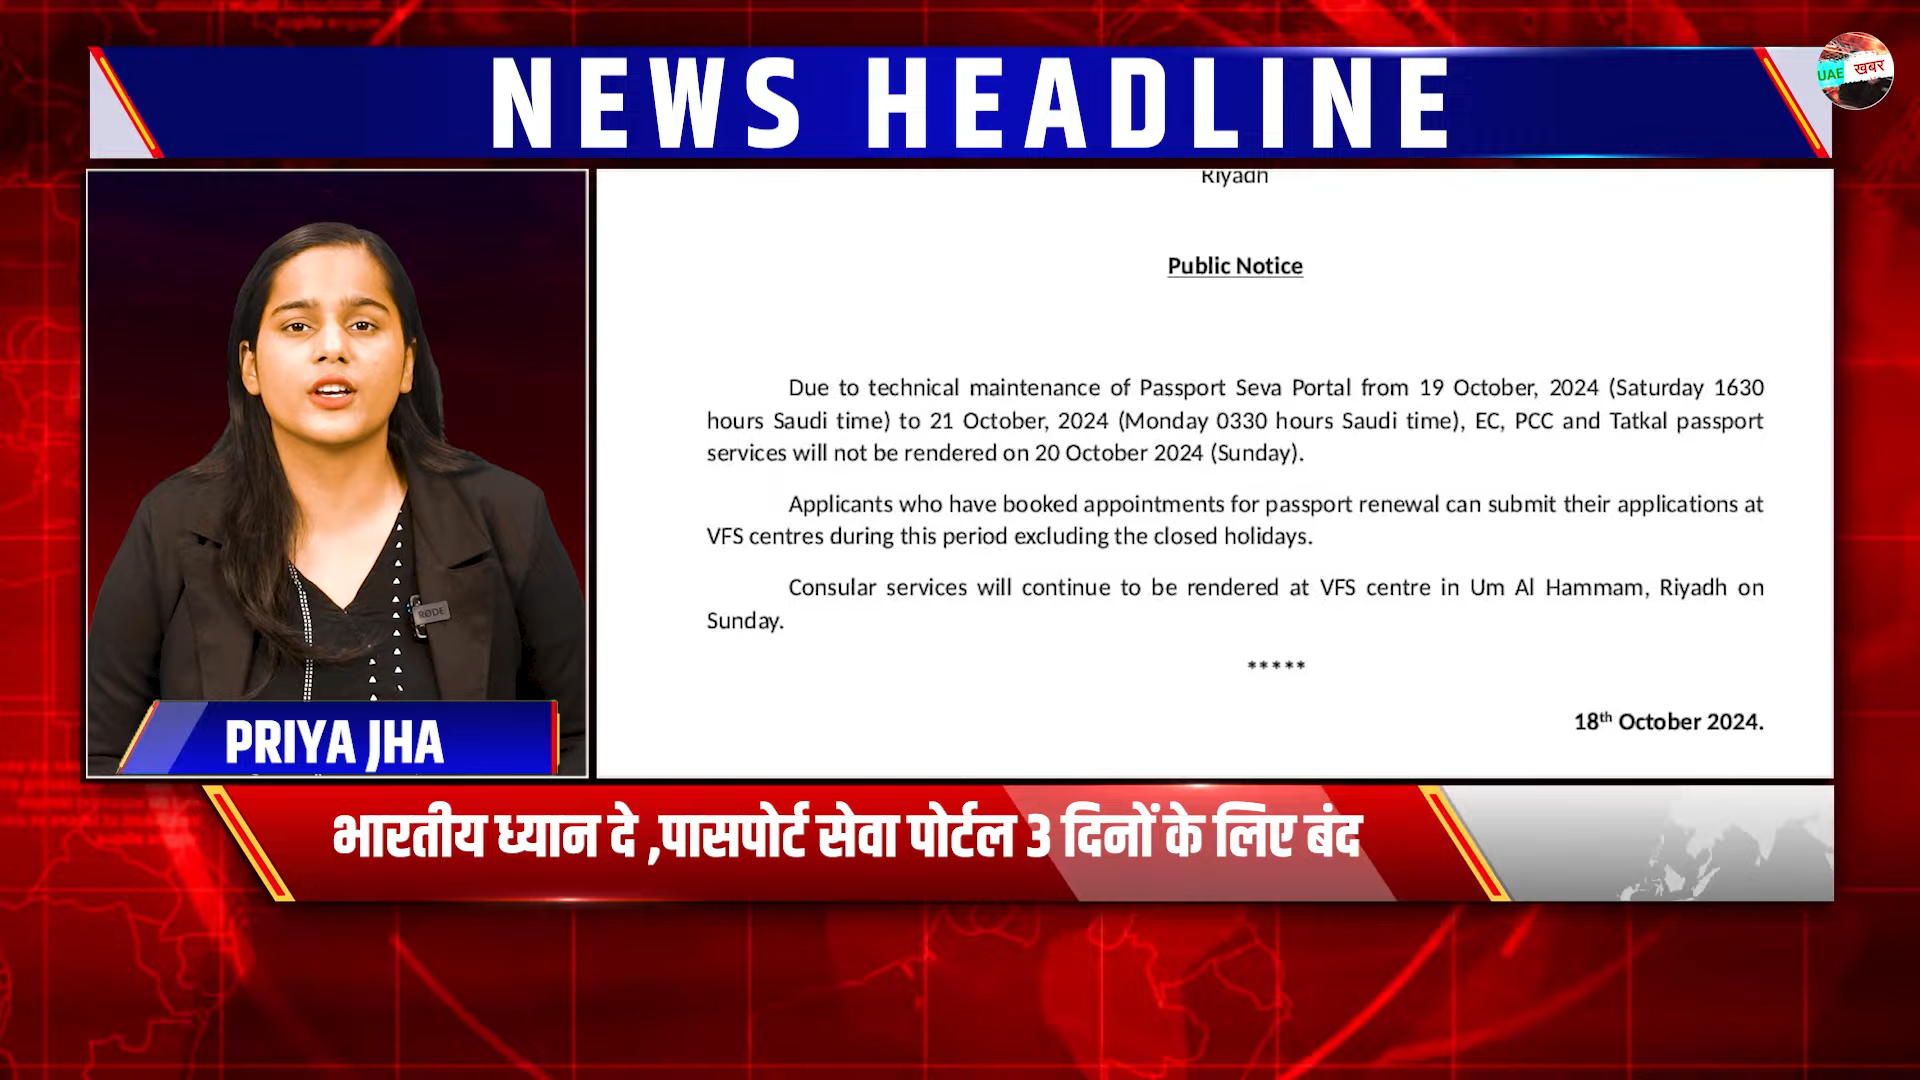 NEWS HEADLINE
UAE खबर
Riyadh
Public Notice
Due to technical maintenance of Passport Seva Portal from 19 October, 2024 (Saturday 1630
hours Saudi time) to 21 October, 2024 (Monday 0330 hours Saudi time), EC, PCC and Tatkal passport
services will not be rendered on 20 October 2024 (Sunday).
Applicants who have booked appointments for passport renewal can submit their applications at
VFS centres during this period excluding the closed holidays.
Consular services will continue to be rendered at VFS centre in Um Al Hammam, Riyadh on
Sunday.
*****
18th October 2024.
RØDE
PRIYA JHA
भारतीय ध्यान दे ,पासपोर्ट सेवा पोर्टल 3 दिनों के लिए बंद